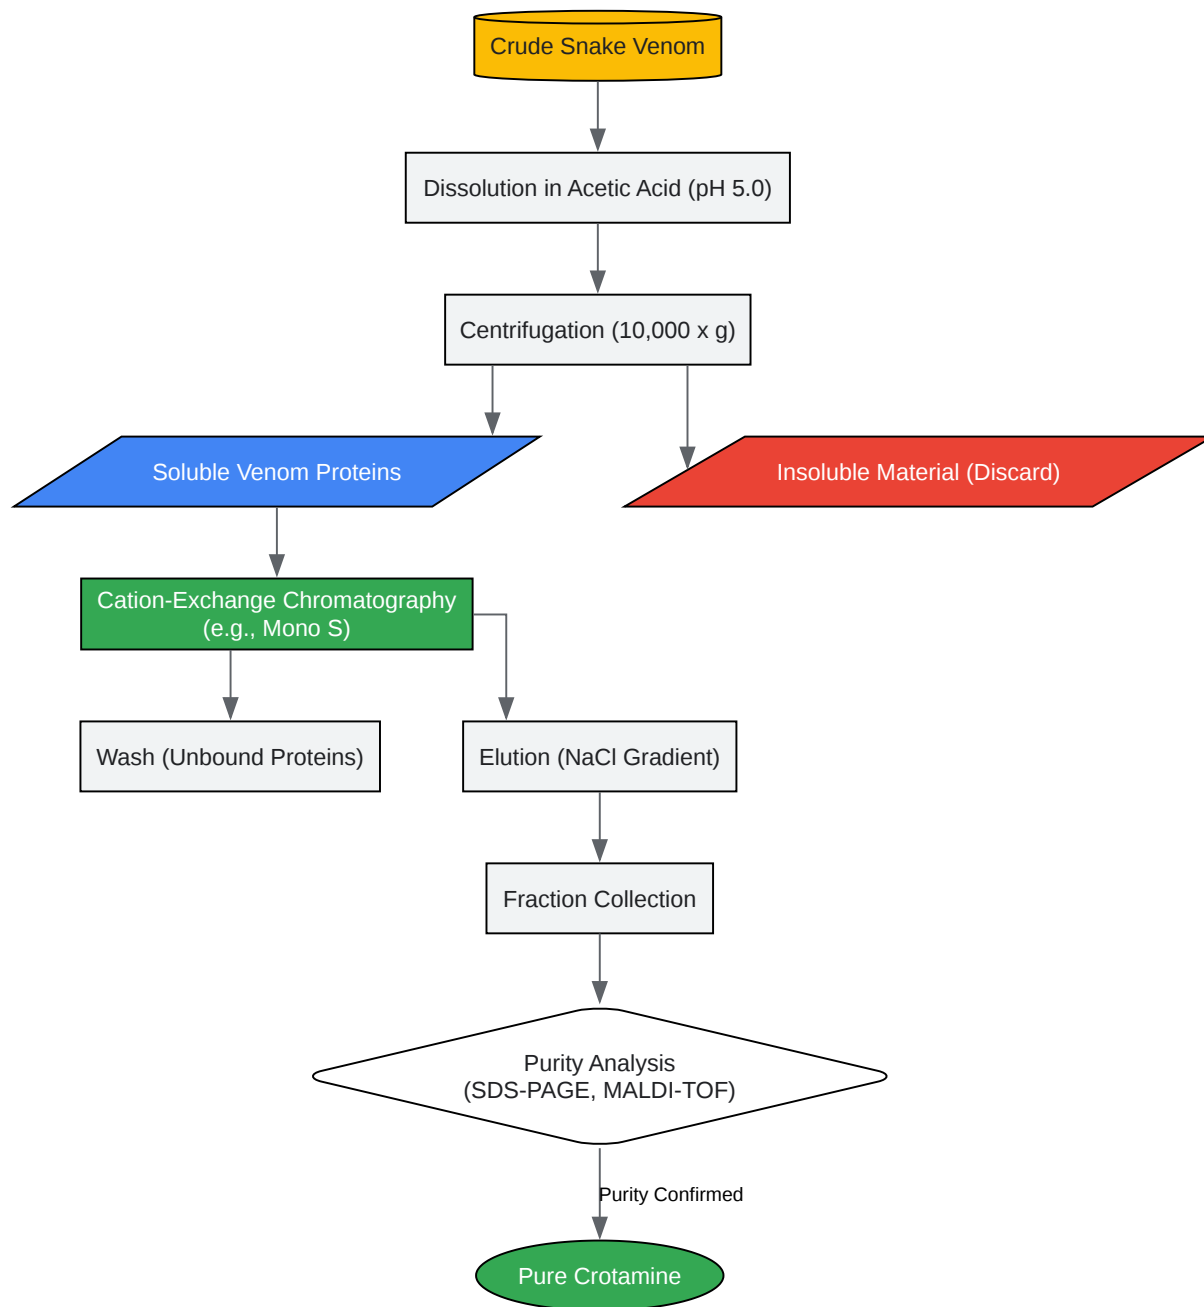 Crude Snake Venom
Dissolution in Acetic Acid (pH 5.0)
Centrifugation (10,000 x g)
Soluble Venom Proteins
Insoluble Material (Discard)
Cation-Exchange Chromatography
(e.g., Mono S)
Wash (Unbound Proteins)
Elution (NaCl Gradient)
Fraction Collection
Purity Analysis
(SDS-PAGE, MALDI-TOF)
Purity Confirmed
Pure Crotamine